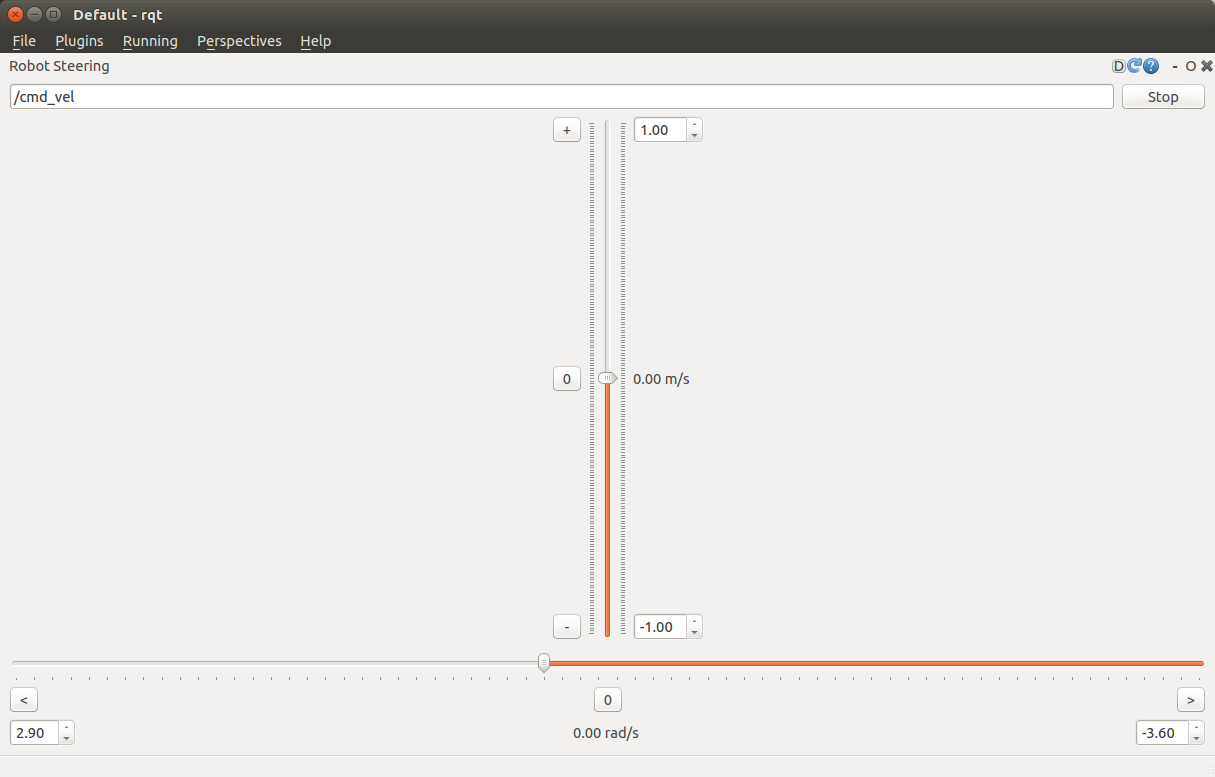 Default - rqt
File Plugins Running Perspectives Help
Robot Steering D ? - O
/cmd_vel Stop
+ 1.00
0 0.00 m/s
- -1.00
< 0 >
2.90 0.00 rad/s -3.60